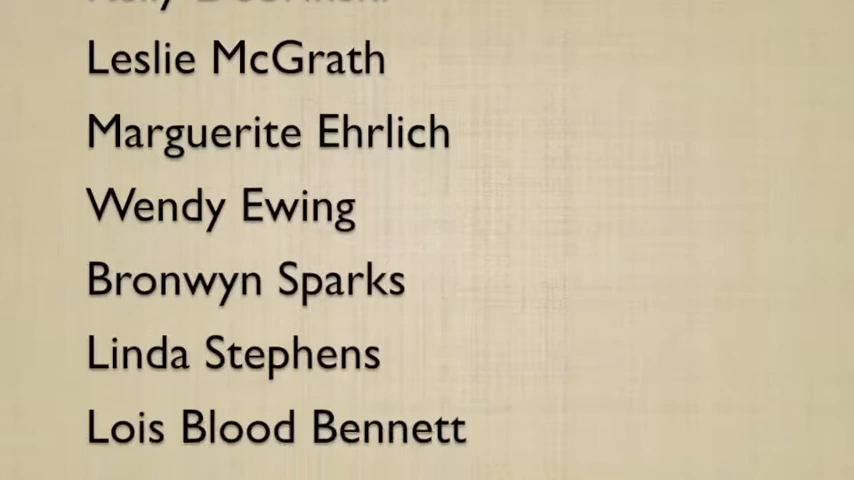 Leslie McGrath
Marguerite Ehrlich
Wendy Ewing
Bronwyn Sparks
Linda Stephens
Lois Blood Bennett